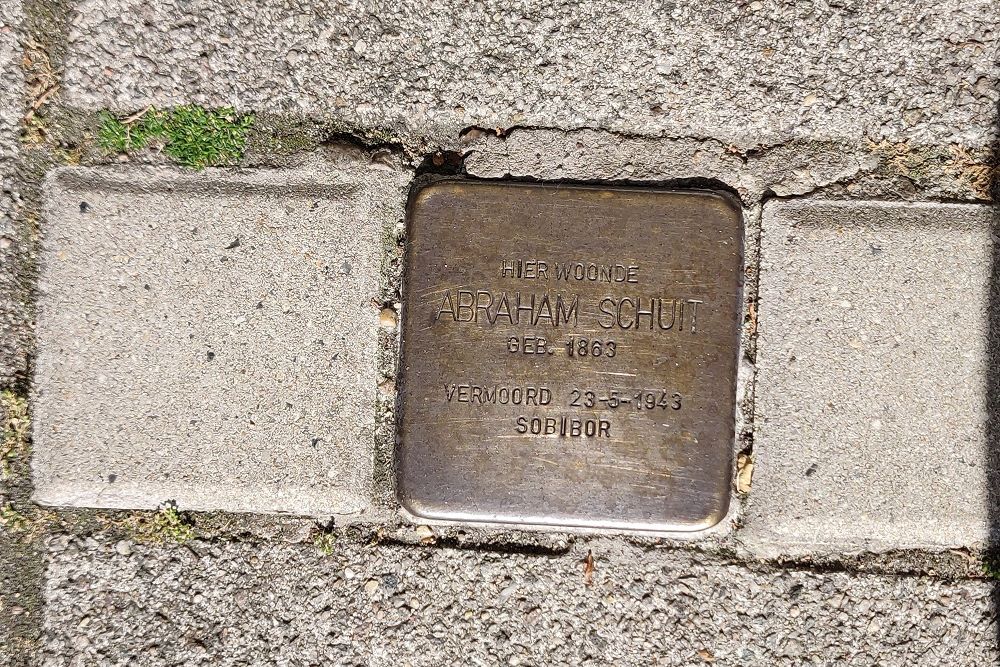 HIER WOONDE
ABRAHAM SCHUIT
GEB. 1863
VERMOORD 23-5-1943
SOBIBOR